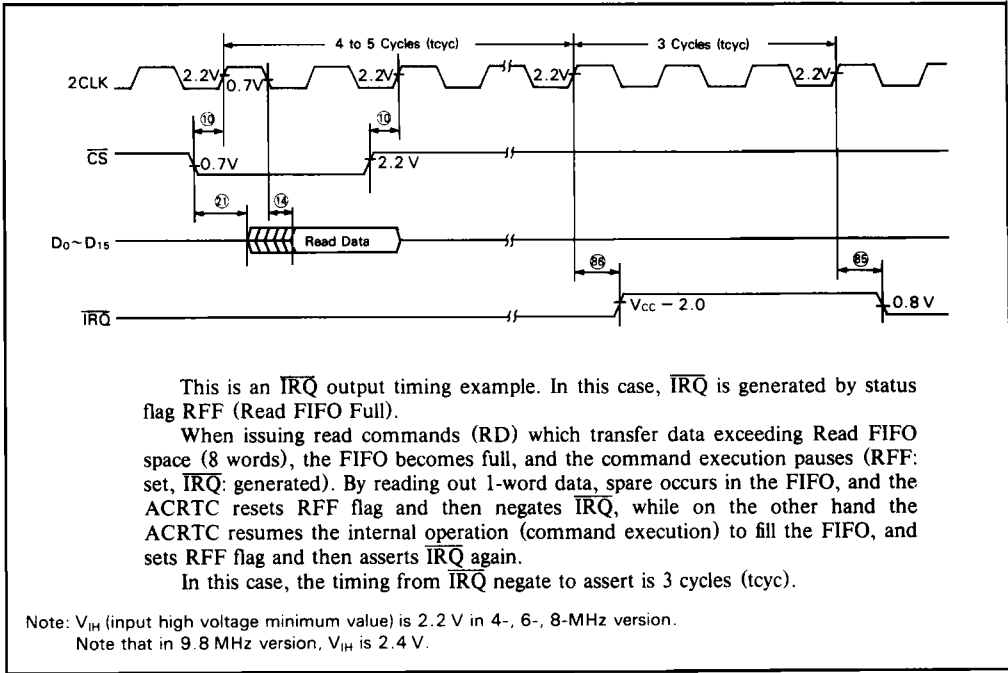 4 to 5 Cycles (tcyc)
3 Cycles (tcyc)
2CLK
2.2V
0.7V
2.2V
2.2V
2.2V
⑩
⑩
CS
0.7V
2.2 V
㉑
⑭
D0~D15
Read Data
86
85
IRQ
Vcc − 2.0
0.8 V
This is an IRQ output timing example. In this case, IRQ is generated by status
flag RFF (Read FIFO Full).
When issuing read commands (RD) which transfer data exceeding Read FIFO
space (8 words), the FIFO becomes full, and the command execution pauses (RFF:
set, IRQ: generated). By reading out 1-word data, spare occurs in the FIFO, and the
ACRTC resets RFF flag and then negates IRQ, while on the other hand the
ACRTC resumes the internal operation (command execution) to fill the FIFO, and
sets RFF flag and then asserts IRQ again.
In this case, the timing from IRQ negate to assert is 3 cycles (tcyc).
Note: VIH (input high voltage minimum value) is 2.2 V in 4-, 6-, 8-MHz version.
Note that in 9.8 MHz version, VIH is 2.4 V.